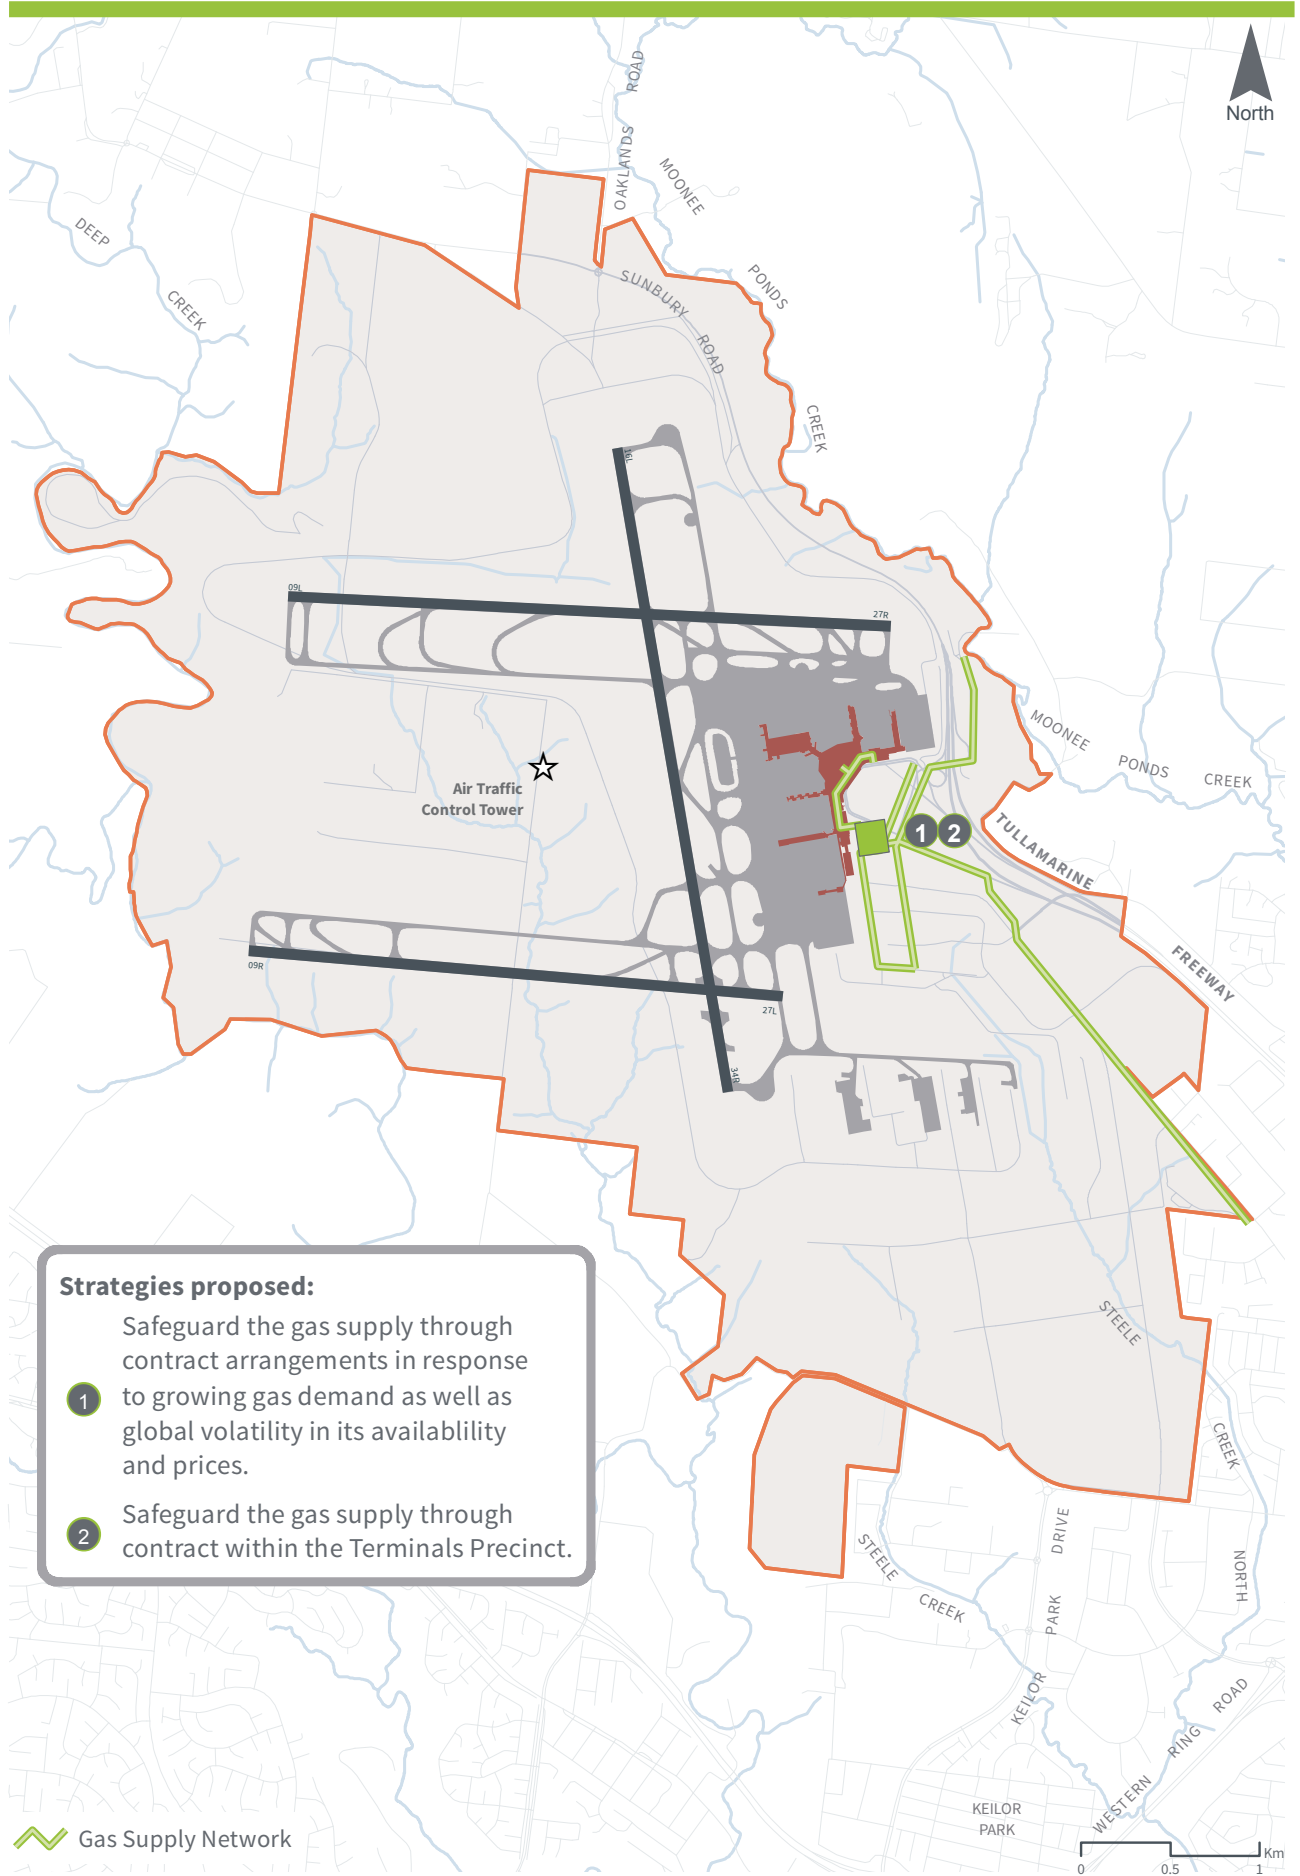 North
OAKLANDS ROAD
MOONEE PONDS CREEK
DEEP CREEK
SUNBURY ROAD
16L
09L
27R
MOONEE PONDS CREEK
Air Traffic
Control Tower
1 2
TULLAMARINE FREEWAY
09R
27L
34R
Strategies proposed:
Safeguard the gas supply through
contract arrangements in response
1 to growing gas demand as well as
global volatility in its availablility
and prices.
Safeguard the gas supply through
2 contract within the Terminals Precinct.
STEELE CREEK NORTH
STEELE CREEK
KEILOR PARK DRIVE
WESTERN RING ROAD
KEILOR
PARK
Gas Supply Network
Km
0 0.5 1